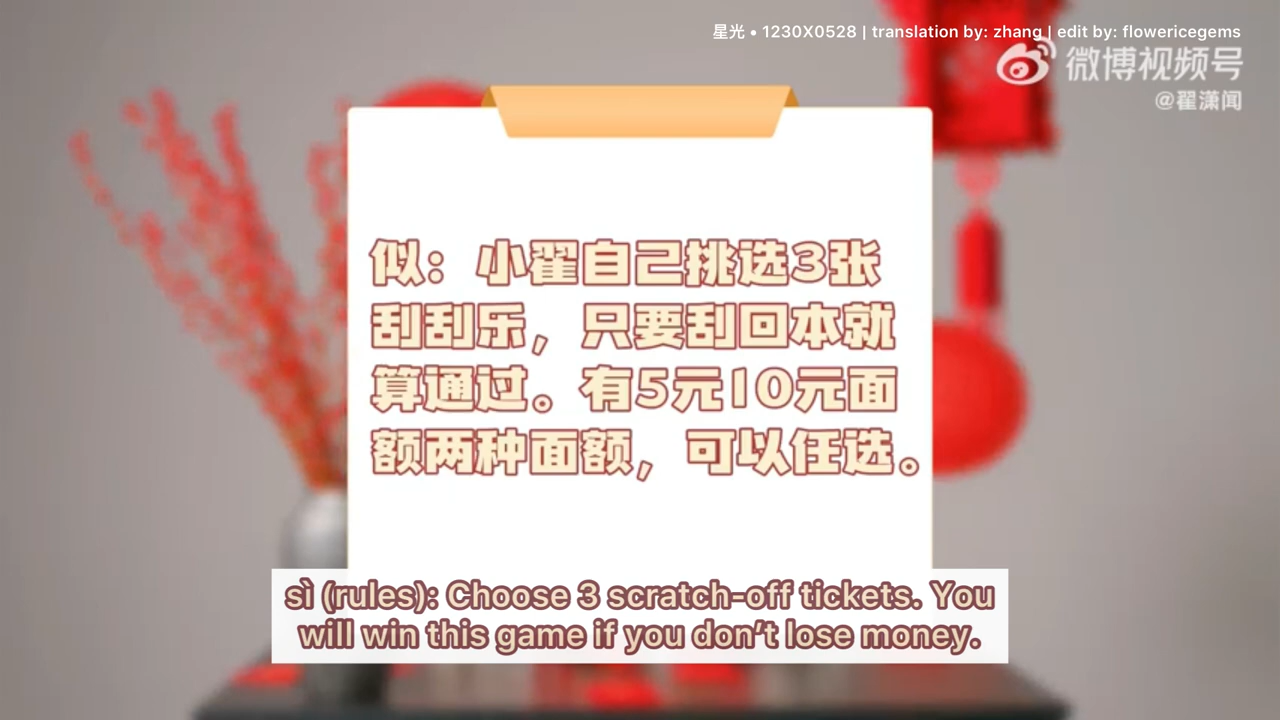 星光 • 1230X0528 | translation by: zhang | edit by: flowericegems
微博视频号
@翟潇闻
似：小翟自己挑选3张
刮刮乐，只要刮回本就
算通过。有5元10元面
额两种面额，可以任选。
sì (rules): Choose 3 scratch-off tickets. You
will win this game if you don’t lose money.